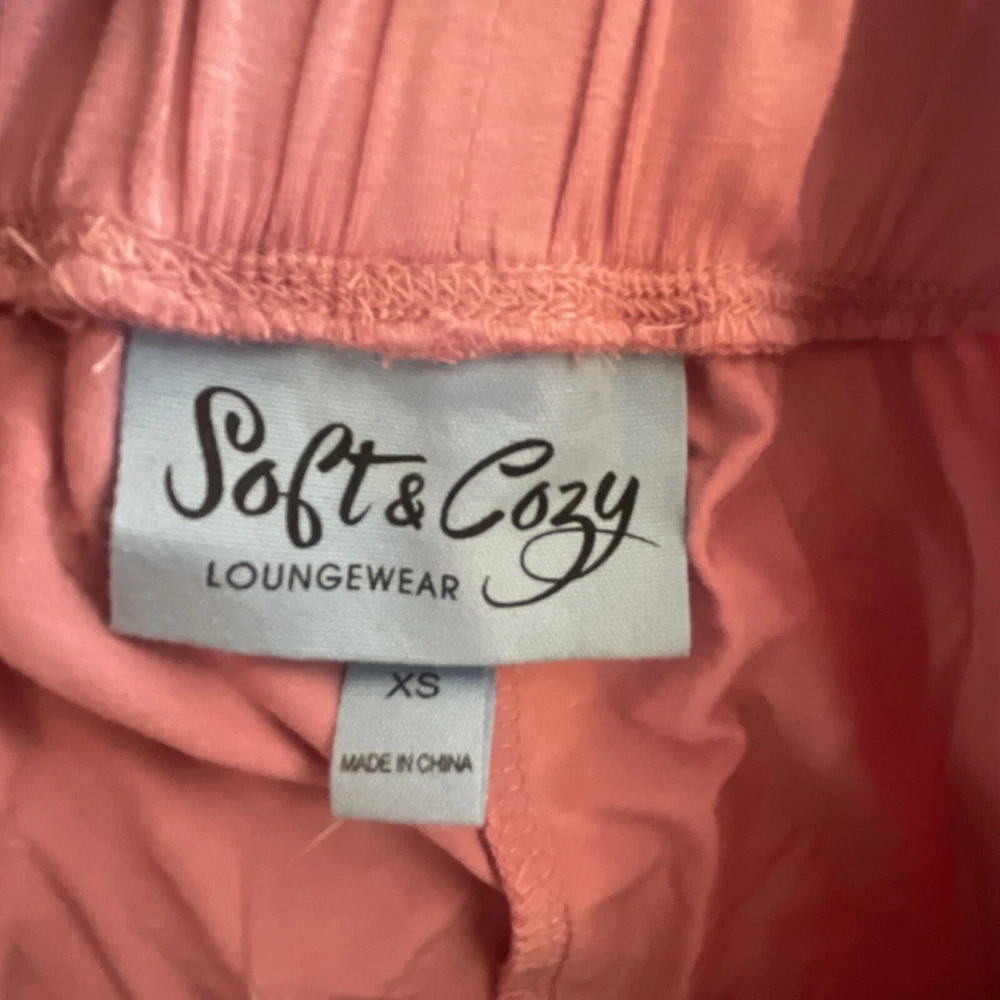 Soft & Cozy
LOUNGEWEAR
XS
MADE IN CHINA